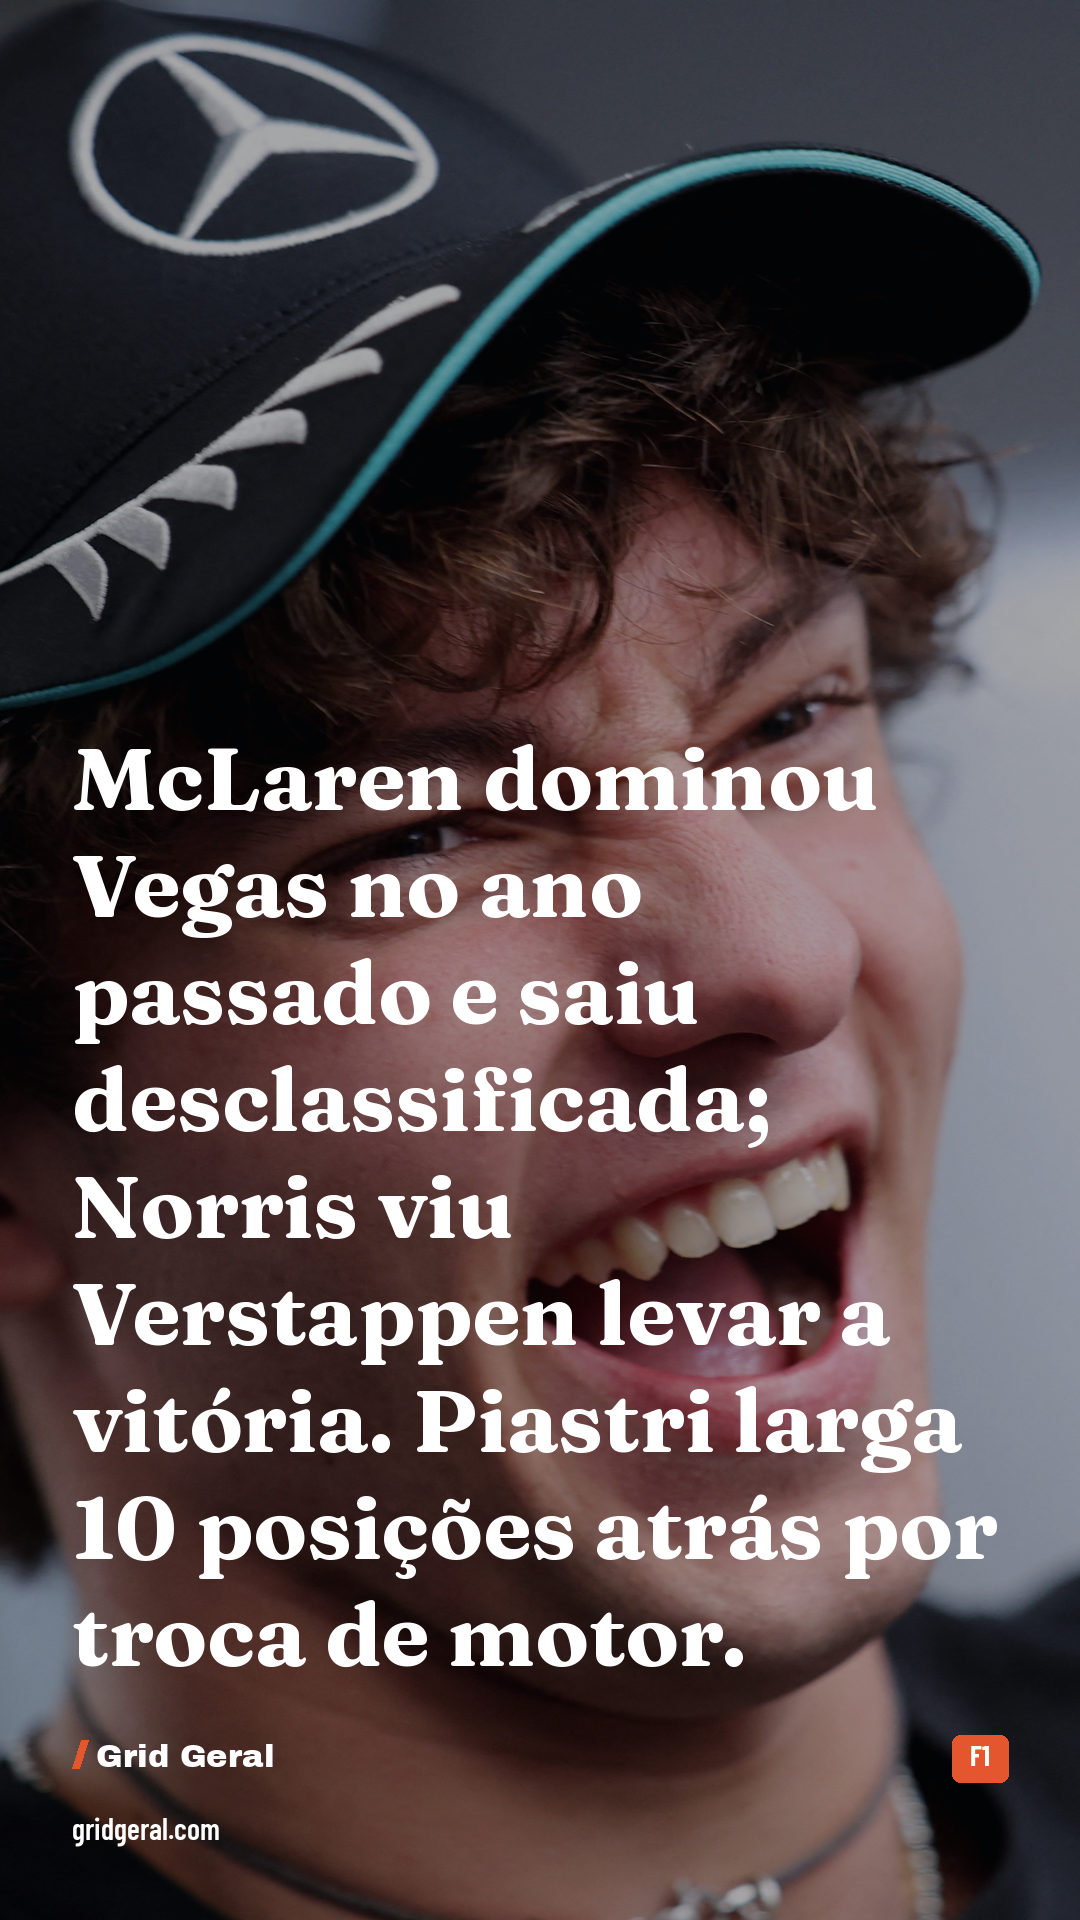 McLaren dominou
Vegas no ano
passado e saiu
desclassificada;
Norris viu
Verstappen levar a
vitória. Piastri larga
10 posições atrás por
troca de motor.
/ Grid Geral
F1
gridgeral.com